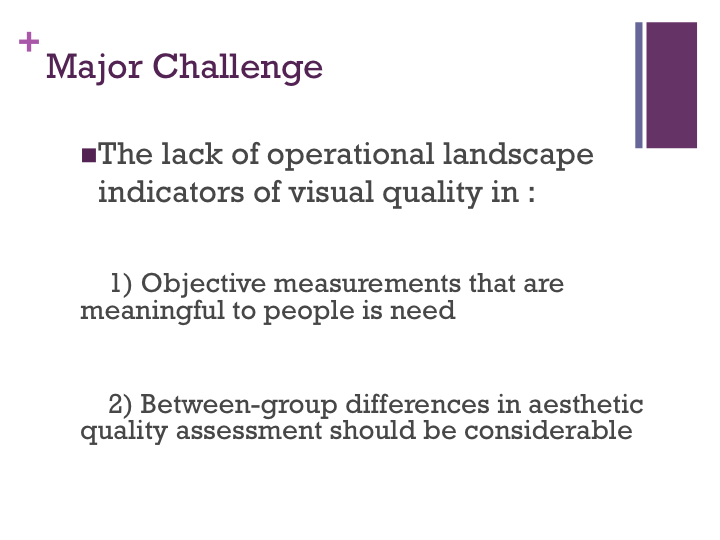 +
Major Challenge
■The lack of operational landscape
indicators of visual quality in :
1) Objective measurements that are
meaningful to people is need
2) Between-group differences in aesthetic
quality assessment should be considerable